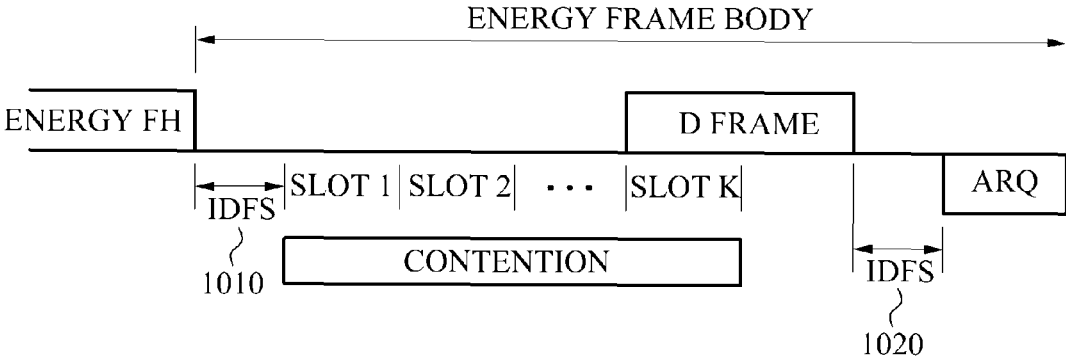 ENERGY FRAME BODY
ENERGY FH
D FRAME
SLOT 1
SLOT 2
...
SLOT K
ARQ
IDFS
1010
CONTENTION
IDFS
1020